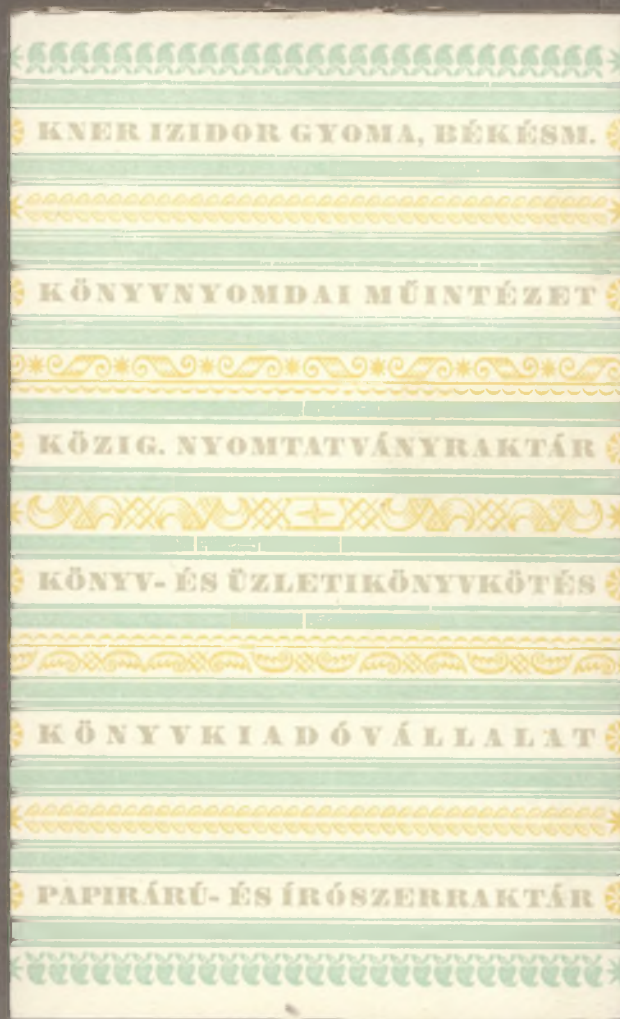 KNER IZIDOR GYOMA, BÉKÉSM.
KÖNYVNYOMDAI MŰINTÉZET
KÖZIG. NYOMTATVÁNYRAKTÁR
KÖNYV- ÉS ÜZLETIKÖNYVKÖTÉS
KÖNYVKIADÓVÁLLALAT
PAPIRÁRÚ- ÉS ÍRÓSZERRAKTÁR